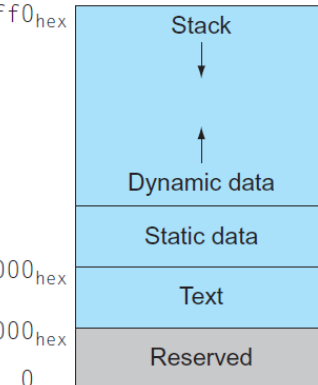 ff0hex
Stack
Dynamic data
Static data
000hex
Text
000hex
Reserved
0